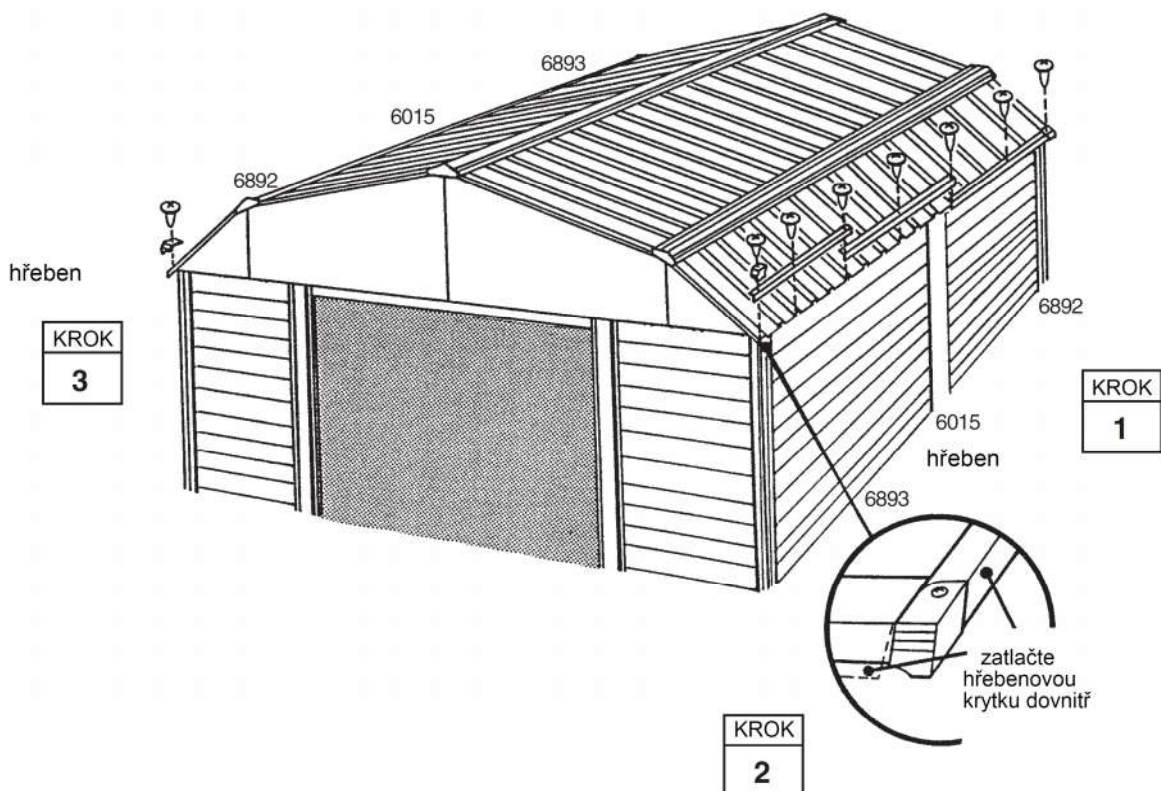 6893
6015
6892
hřeben
KROK
3
6892
KROK
1
6015
hřeben
6893
zatlačte
hřebenovou
krytku dovnitř
KROK
2